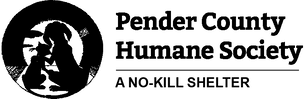 Pender County
Humane Society
A NO-KILL SHELTER